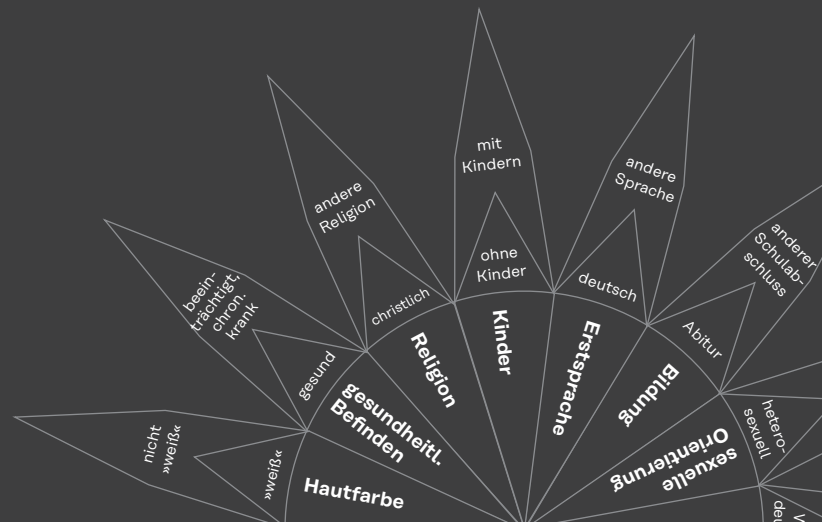 nicht
»weiß«
»weiß«
Hautfarbe
beein-
trächtigt,
chron.
krank
gesund
gesundheitl.
Befinden
andere
Religion
christlich
Religion
mit
Kindern
ohne
Kinder
Kinder
andere
Sprache
deutsch
Erstsprache
anderer
Schulab-
schluss
Abitur
Bildung
hetero-
sexuell
sexuelle
Orientierung